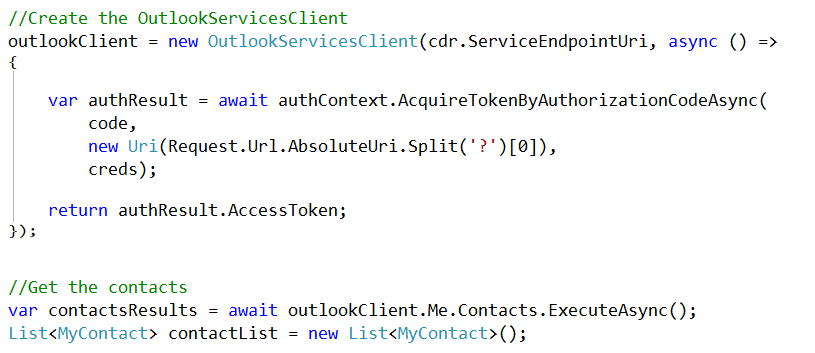 //Create the OutlookServicesClient
outlookClient = new OutlookServicesClient(cdr.ServiceEndpointUri, async () =>
{
var authResult = await authContext.AcquireTokenByAuthorizationCodeAsync(
code,
new Uri(Request.Url.AbsoluteUri.Split('?')[0]),
creds);
return authResult.AccessToken;
});
//Get the contacts
var contactsResults = await outlookClient.Me.Contacts.ExecuteAsync();
List<MyContact> contactList = new List<MyContact>();